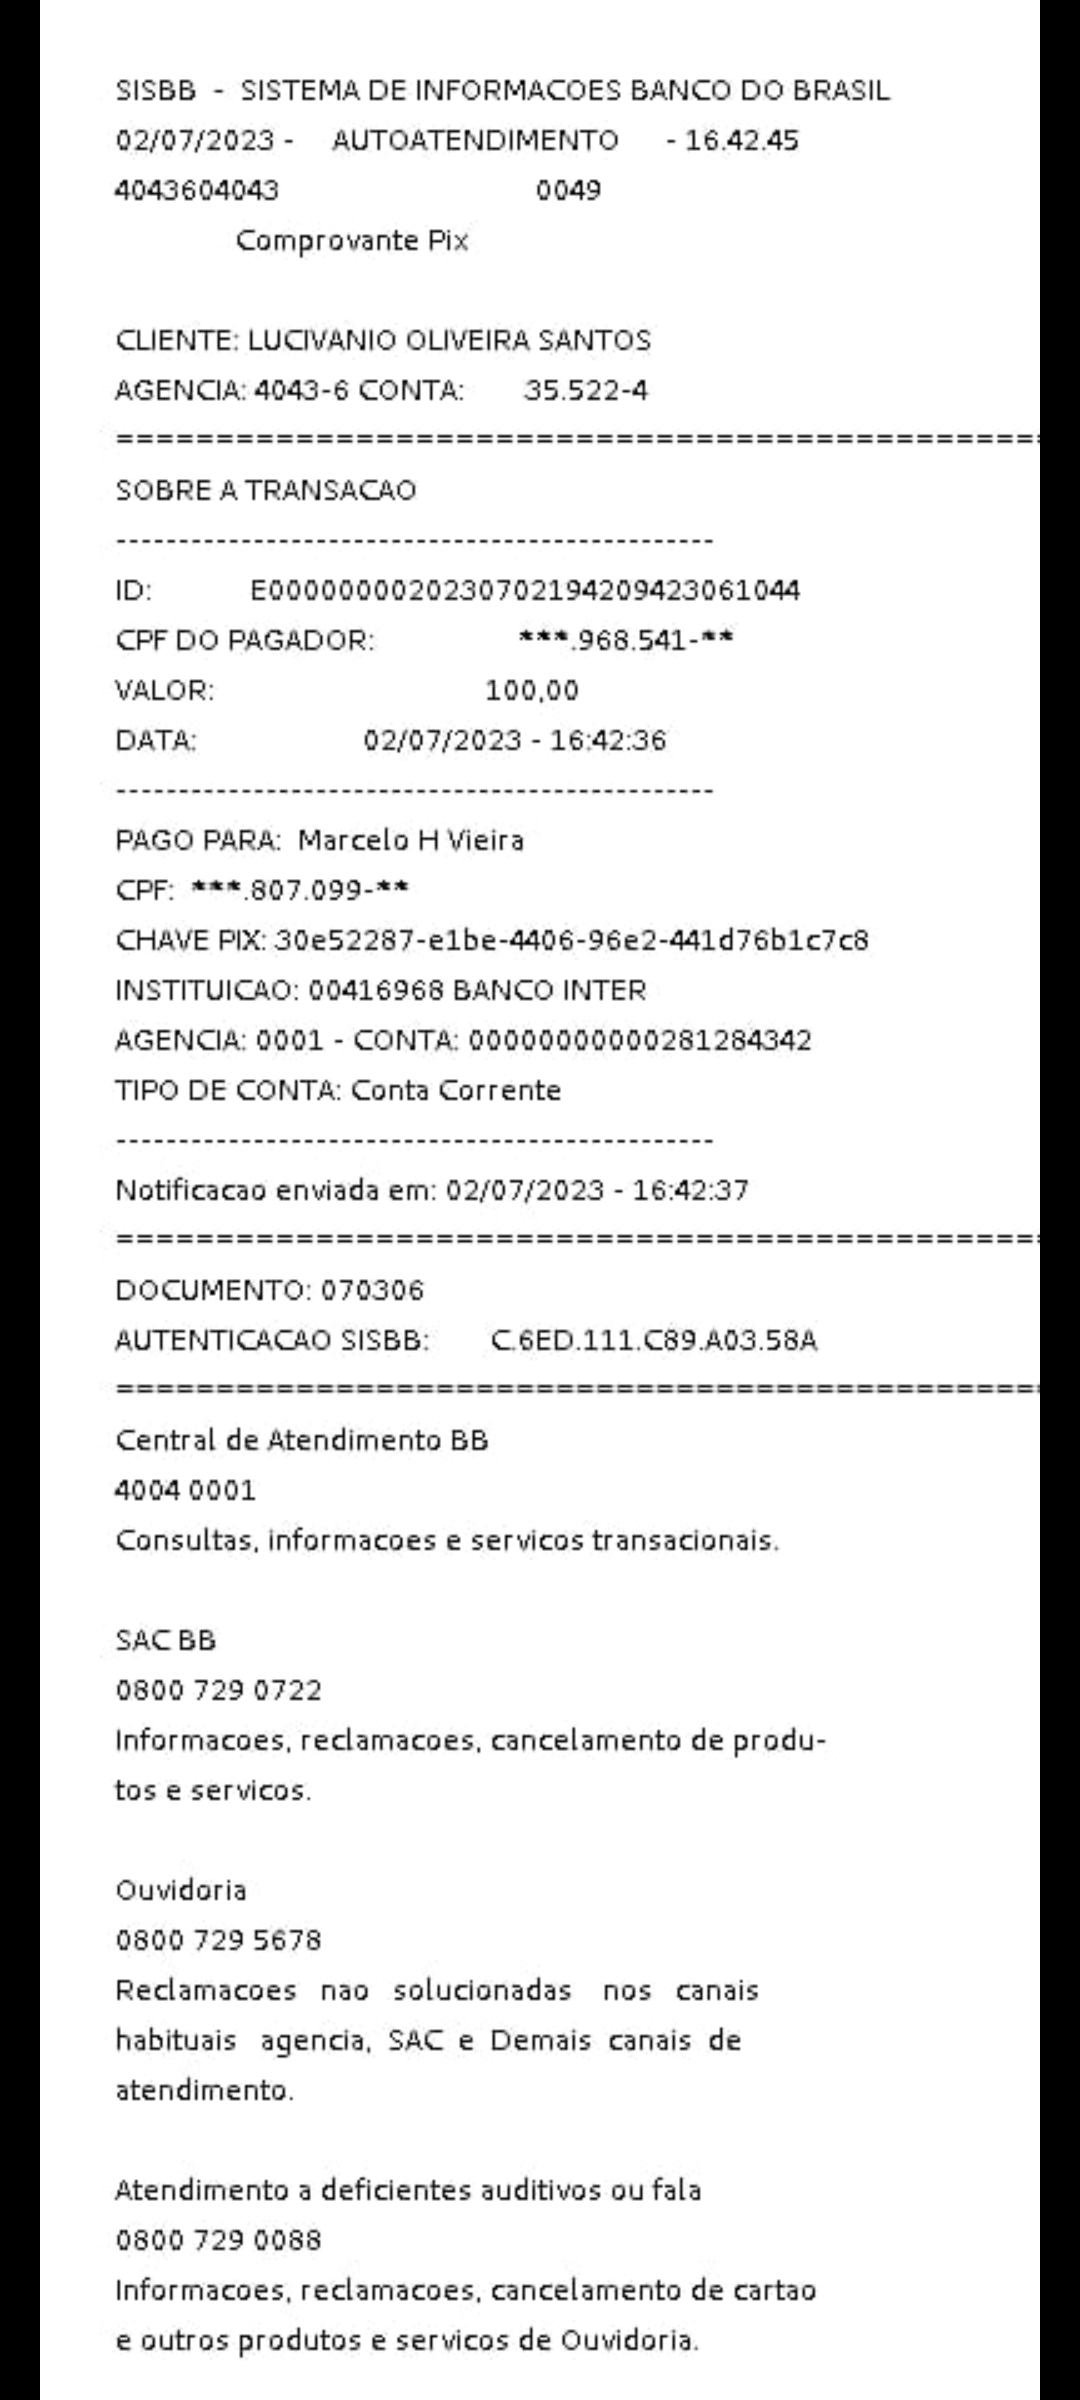 SISBB - SISTEMA DE INFORMACOES BANCO DO BRASIL
02/07/2023 - AUTOATENDIMENTO - 16.42.45
4043604043 0049
Comprovante Pix
CLIENTE: LUCIVANIO OLIVEIRA SANTOS
AGENCIA: 4043-6 CONTA: 35.522-4
==============================================
SOBRE A TRANSACAO
------------------------------------------------
ID: E00000000202307021942094230610​44
CPF DO PAGADOR: ***.968.541-**
VALOR: 100,00
DATA: 02/07/2023 - 16:42:36
------------------------------------------------
PAGO PARA: Marcelo H Vieira
CPF: ***.807.099-**
CHAVE PIX: 30e52287-e1be-4406-96e2-441d76b1c7c8
INSTITUICAO: 00416968 BANCO INTER
AGENCIA: 0001 - CONTA: 00000000000281284342
TIPO DE CONTA: Conta Corrente
------------------------------------------------
Notificacao enviada em: 02/07/2023 - 16:42:37
==============================================
DOCUMENTO: 070306
AUTENTICACAO SISBB: C.6ED.111.C89.A03.58A
==============================================
Central de Atendimento BB
4004 0001
Consultas, informacoes e servicos transacionais.
SAC BB
0800 729 0722
Informacoes, reclamacoes, cancelamento de produ-
tos e servicos.
Ouvidoria
0800 729 5678
Reclamacoes nao solucionadas nos canais
habituais agencia, SAC e Demais canais de
atendimento.
Atendimento a deficientes auditivos ou fala
0800 729 0088
Informacoes, reclamacoes, cancelamento de cartao
e outros produtos e servicos de Ouvidoria.